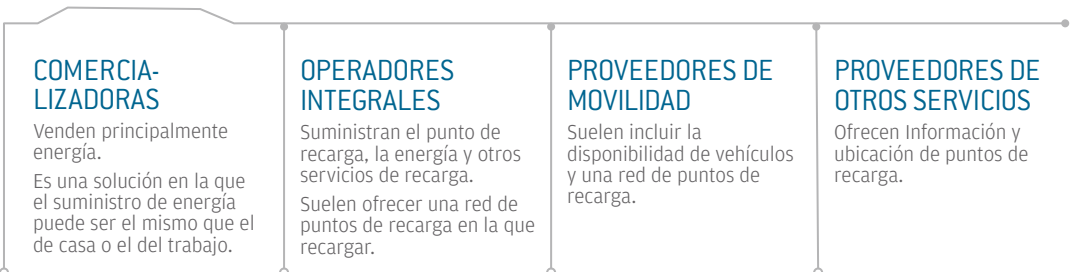 COMERCIA-
LIZADORAS
Venden principalmente
energía.
Es una solución en la que
el suministro de energía
puede ser el mismo que el
de casa o el del trabajo.
OPERADORES
INTEGRALES
Suministran el punto de
recarga, la energía y otros
servicios de recarga.
Suelen ofrecer una red de
puntos de recarga en la que
recargar.
PROVEEDORES DE
MOVILIDAD
Suelen incluir la
disponibilidad de vehículos
y una red de puntos de
recarga.
PROVEEDORES DE
OTROS SERVICIOS
Ofrecen Información y
ubicación de puntos de
recarga.